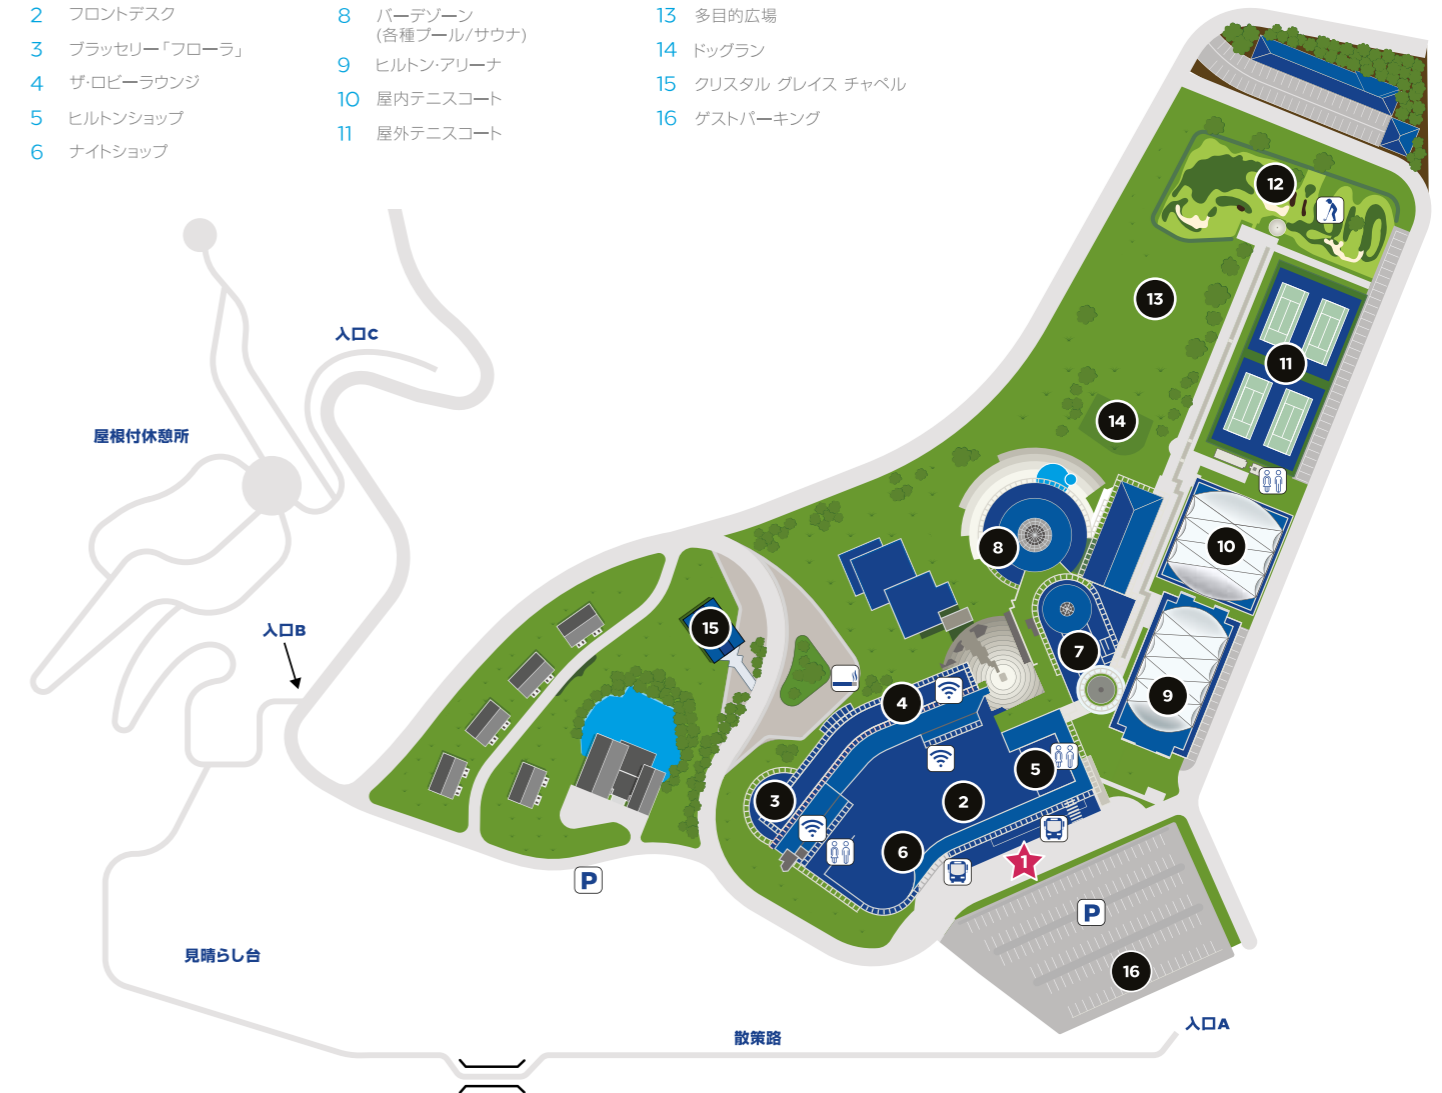 2 フロントデスク
3 ブラッセリー「フローラ」
4 ザ・ロビーラウンジ
5 ヒルトンショップ
6 ナイトショップ
8 バーデゾーン
(各種プール/サウナ)
9 ヒルトン・アリーナ
10 屋内テニスコート
11 屋外テニスコート
13 多目的広場
14 ドッグラン
15 クリスタル グレイス チャペル
16 ゲストパーキング
12
13
入口C
11
14
屋根付休憩所
10
8
15
入口B
7
4
9
5
3
2
6
1
P
P
見晴らし台
16
入口A
散策路